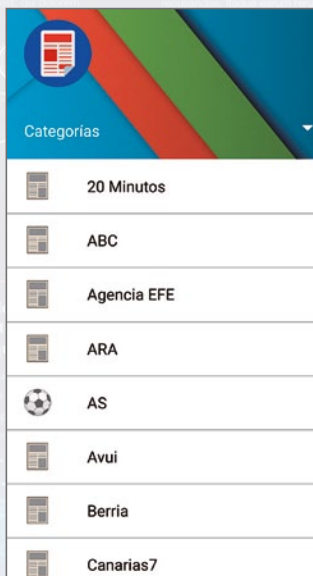 Categorías
20 Minutos
ABC
Agencia EFE
ARA
AS
Avui
Berria
Canarias7